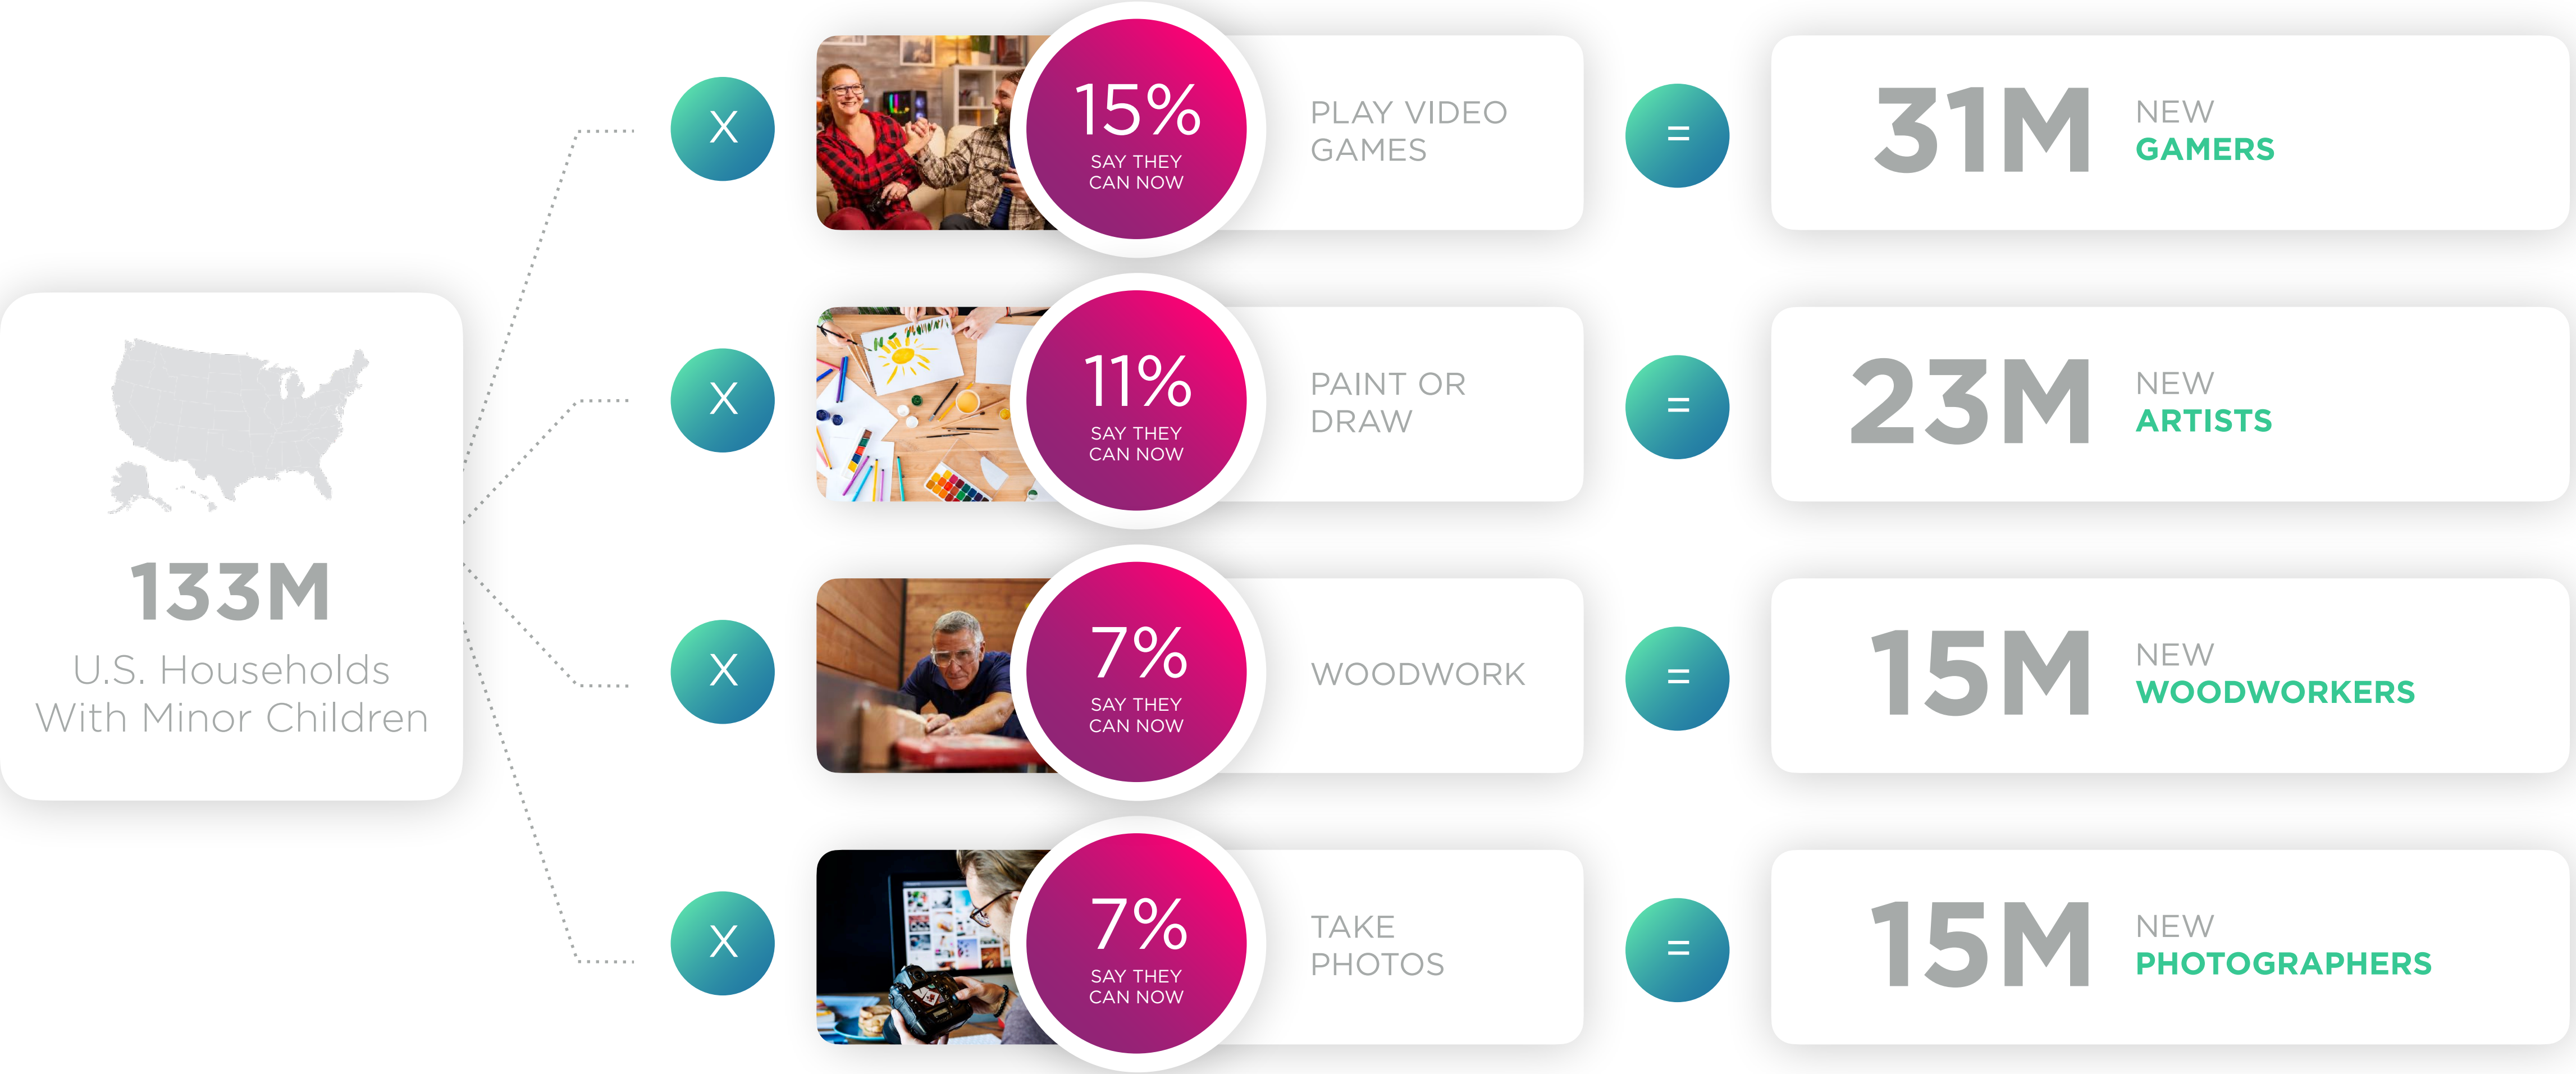 133M
U.S. Households
With Minor Children
X
15%
SAY THEY
CAN NOW
PLAY VIDEO
GAMES
=
31M
NEW
GAMERS
X
11%
SAY THEY
CAN NOW
PAINT OR
DRAW
=
23M
NEW
ARTISTS
X
7%
SAY THEY
CAN NOW
WOODWORK
=
15M
NEW
WOODWORKERS
X
7%
SAY THEY
CAN NOW
TAKE
PHOTOS
=
15M
NEW
PHOTOGRAPHERS